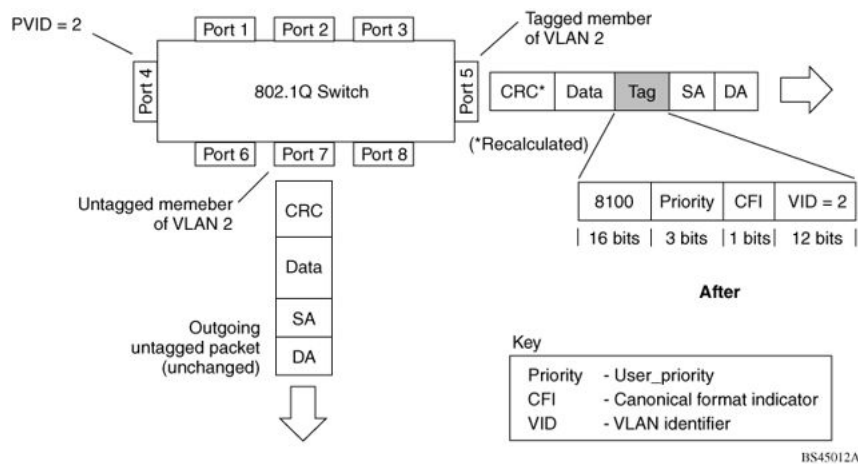 PVID = 2
Port 1
Port 2
Port 3
Tagged member
of VLAN 2
Port 4
802.1Q Switch
Port 5
CRC*
Data
Tag
SA
DA
(*Recalculated)
Port 6
Port 7
Port 8
Untagged memeber
of VLAN 2
CRC
Data
SA
DA
Outgoing
untagged packet
(unchanged)
8100
Priority
CFI
VID = 2
16 bits
3 bits
1 bits
12 bits
After
Key
Priority - User_priority
CFI - Canonical format indicator
VID - VLAN identifier
BS45012A